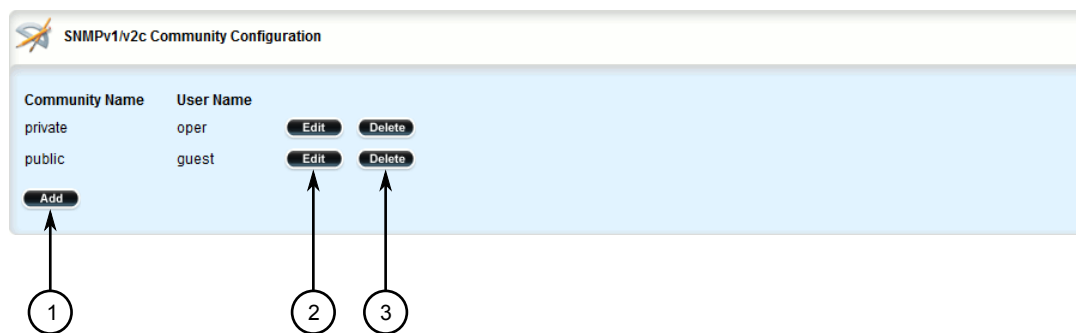 SNMPv1/v2c Community Configuration
Community Name User Name
private oper Edit Delete
public guest Edit Delete
Add
1 2 3